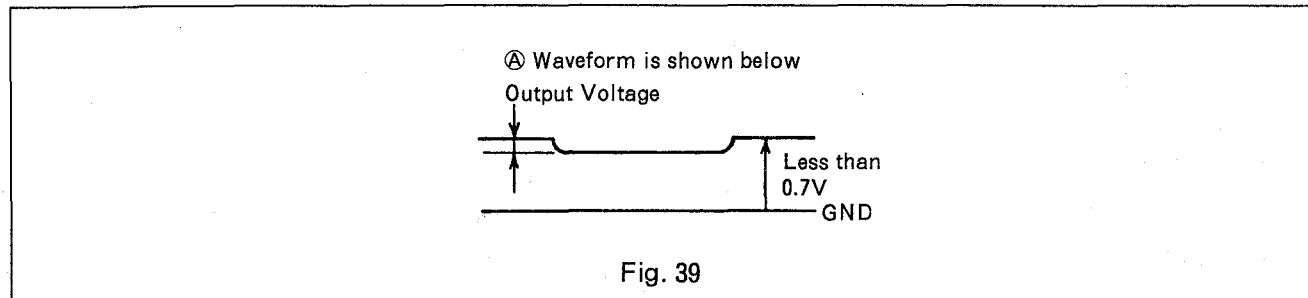 Ⓐ Waveform is shown below
Output Voltage
Less than
0.7V
GND
Fig. 39